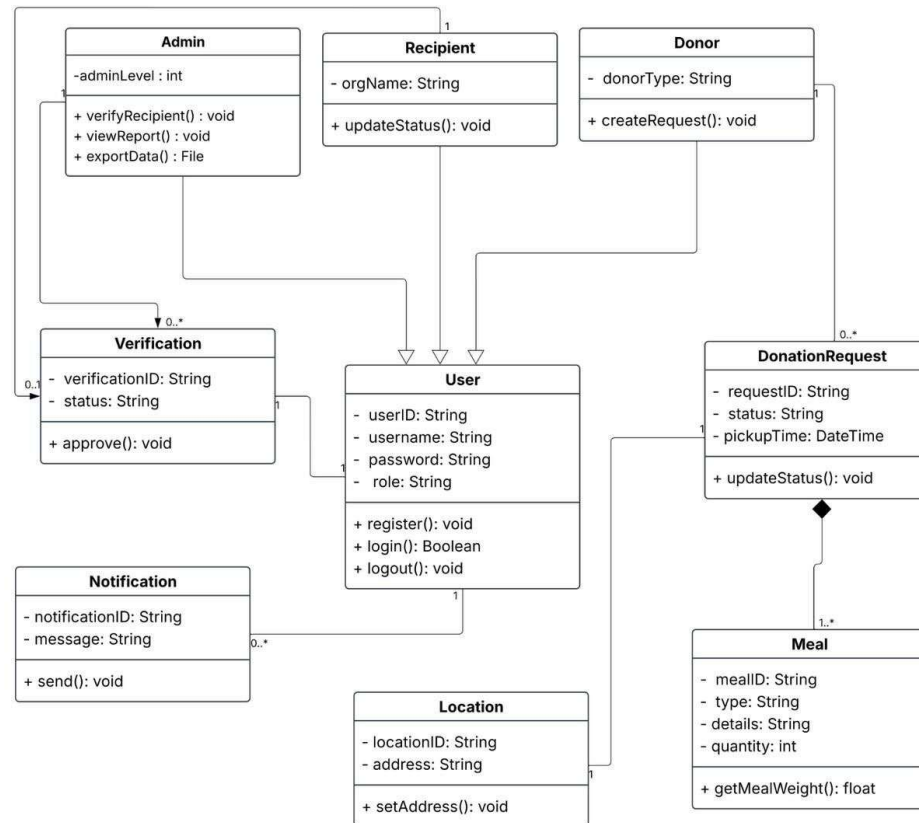 1
Admin
-adminLevel : int
+ verifyRecipient() : void
+ viewReport() : void
+ exportData() : File
1
Recipient
- orgName: String
+ updateStatus(): void
Donor
- donorType: String
+ createRequest(): void
1
0..*
0..1
Verification
- verificationID: String
- status: String
+ approve(): void
1
User
- userID: String
- username: String
- password: String
- role: String
+ register(): void
+ login(): Boolean
+ logout(): void
1
1
0..*
DonationRequest
- requestID: String
- status: String
- pickupTime: DateTime
+ updateStatus(): void
1
Notification
- notificationID: String
- message: String
+ send(): void
0..*
Location
- locationID: String
- address: String
+ setAddress(): void
1
1..*
Meal
- mealID: String
- type: String
- details: String
- quantity: int
+ getMealWeight(): float